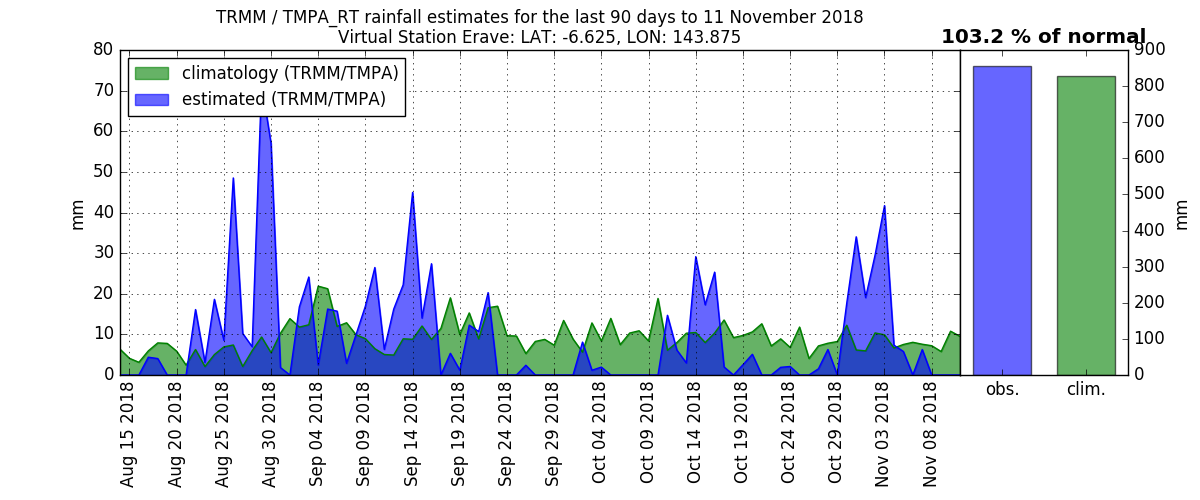 TRMM / TMPA_RT rainfall estimates for the last 90 days to 11 November 2018
Virtual Station Erave: LAT: -6.625, LON: 143.875
103.2 % of normal
climatology (TRMM/TMPA)
estimated (TRMM/TMPA)
80
70
60
50
40
30
20
10
0
mm
Aug 15 2018
Aug 20 2018
Aug 25 2018
Aug 30 2018
Sep 04 2018
Sep 09 2018
Sep 14 2018
Sep 19 2018
Sep 24 2018
Sep 29 2018
Oct 04 2018
Oct 09 2018
Oct 14 2018
Oct 19 2018
Oct 24 2018
Oct 29 2018
Nov 03 2018
Nov 08 2018
900
800
700
600
500
400
300
200
100
0
mm
obs.
clim.